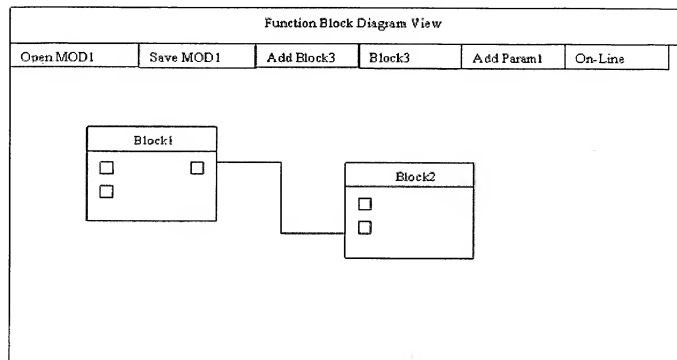 Function Block Diagram View
Open MOD1 Save MOD1 Add Block3 Block3 Add Param1 On-Line
Block1
Block2